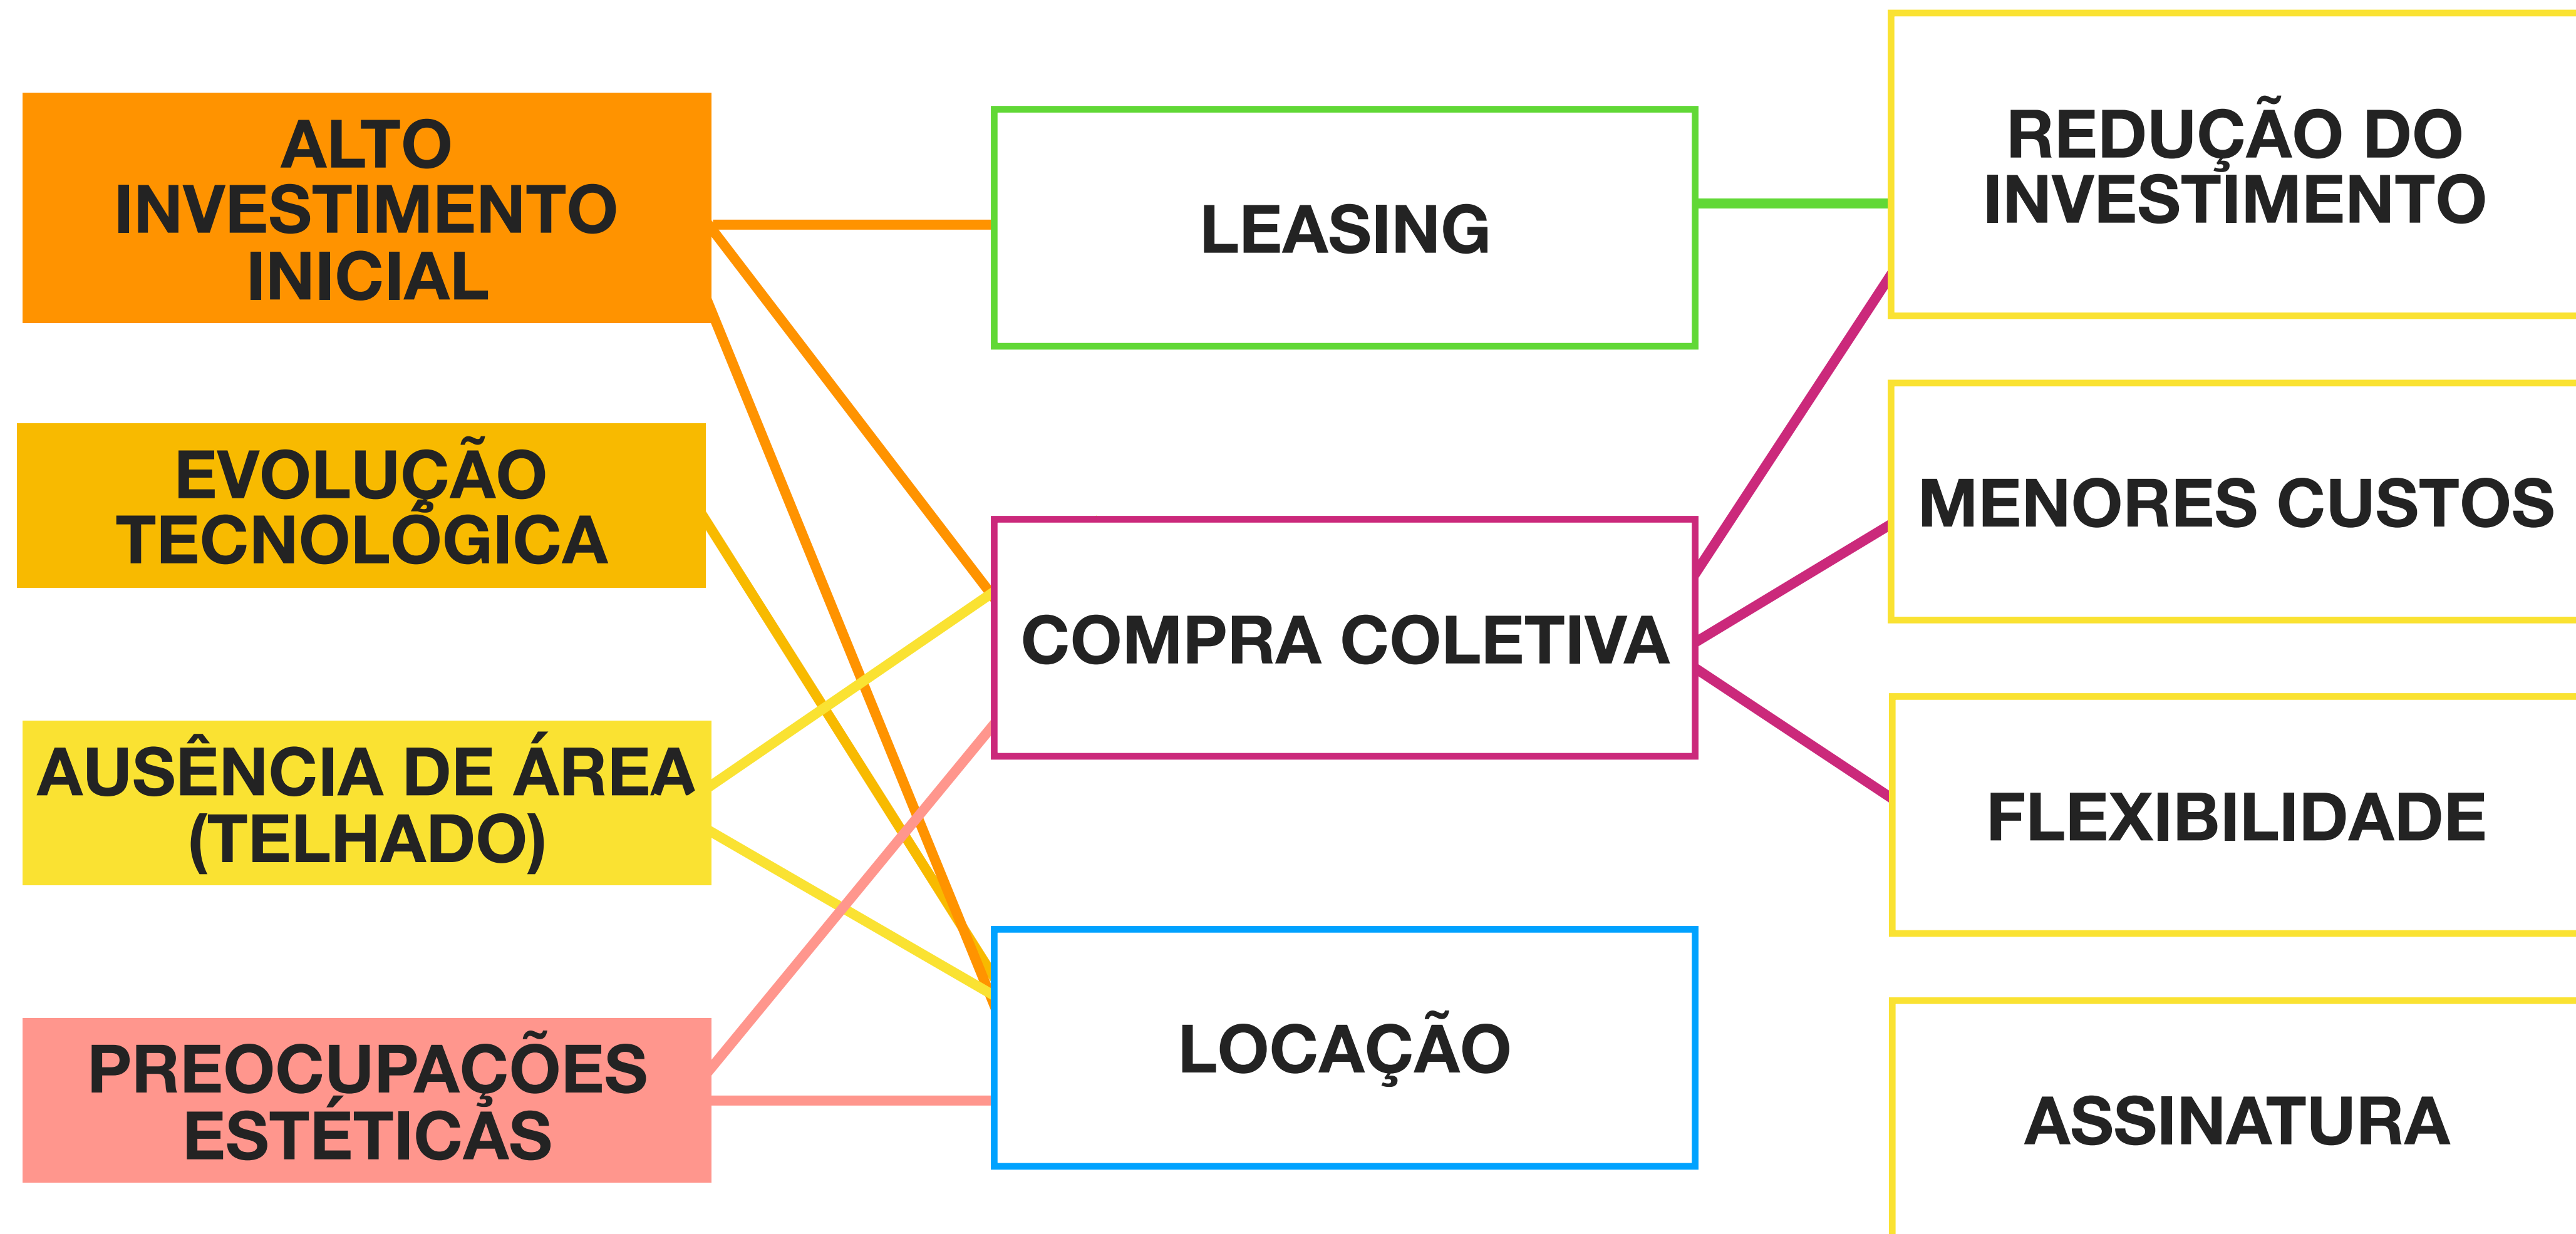 ALTO
INVESTIMENTO
INICIAL
EVOLUÇÃO
TECNOLÓGICA
AUSÊNCIA DE ÁREA
(TELHADO)
PREOCUPAÇÕES
ESTÉTICAS
LEASING
COMPRA COLETIVA
LOCAÇÃO
REDUÇÃO DO
INVESTIMENTO
MENORES CUSTOS
FLEXIBILIDADE
ASSINATURA